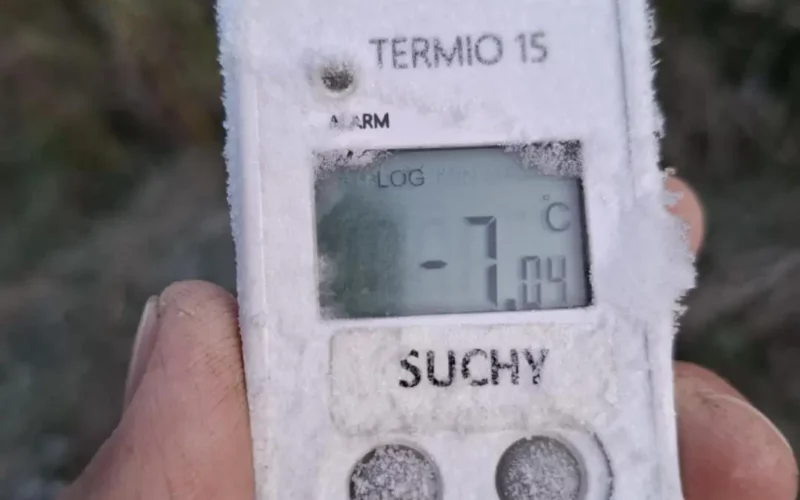 TERMIO 15
ALARM
LOG
°C
-7.04
SUCHY